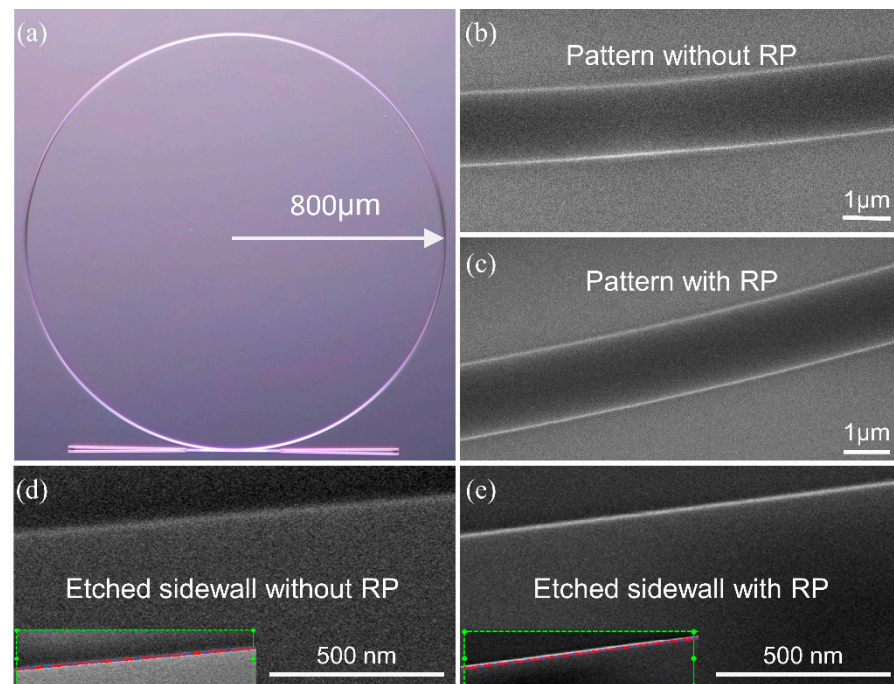 (a)
800μm
(b)
Pattern without RP
1μm
(c)
Pattern with RP
1μm
(d)
Etched sidewall without RP
500 nm
(e)
Etched sidewall with RP
500 nm